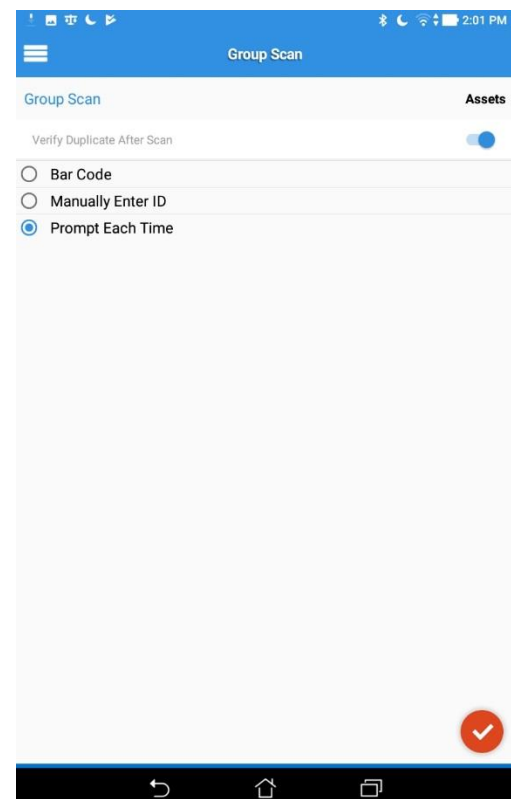 2:01 PM
Group Scan
Group Scan Assets
Verify Duplicate After Scan
Bar Code
Manually Enter ID
Prompt Each Time